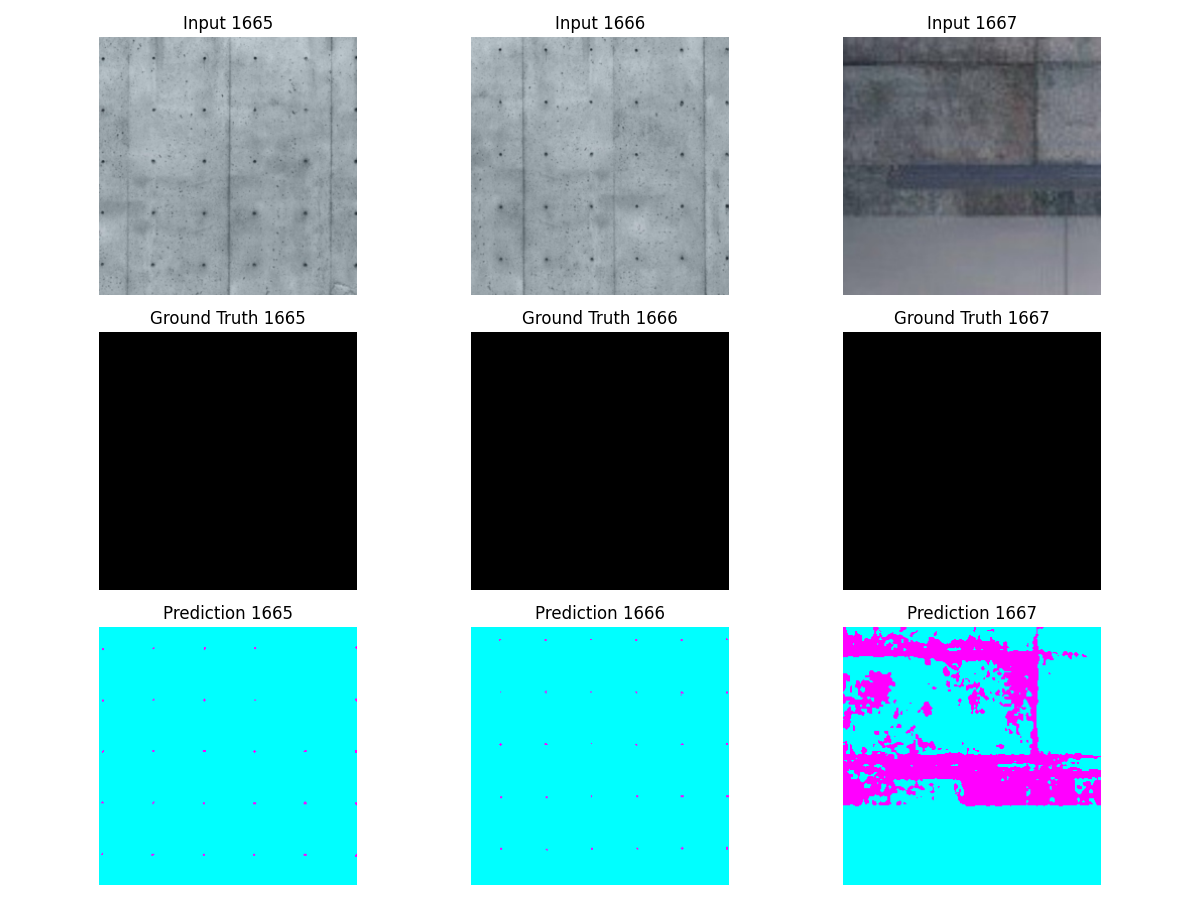 Input 1665
Input 1666
Input 1667
Ground Truth 1665
Ground Truth 1666
Ground Truth 1667
Prediction 1665
Prediction 1666
Prediction 1667